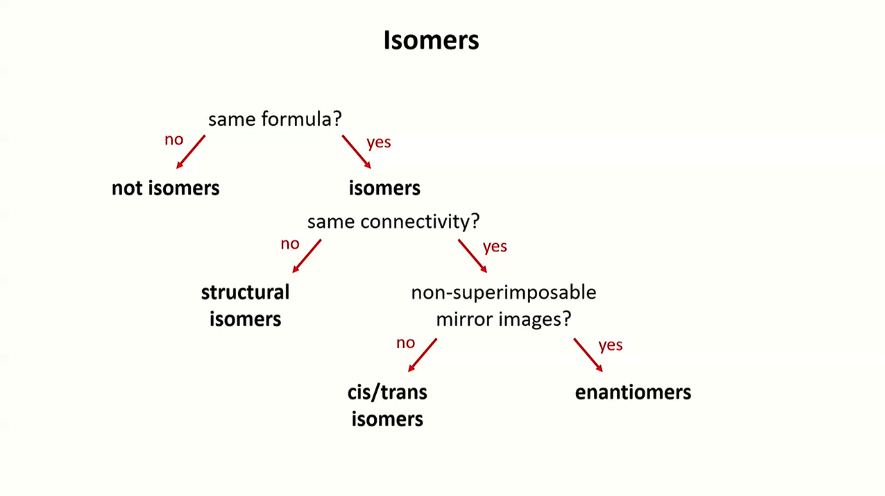 Isomers
same formula?
no
yes
not isomers
isomers
same connectivity?
no
yes
structural
isomers
non-superimposable
mirror images?
no
yes
cis/trans
isomers
enantiomers